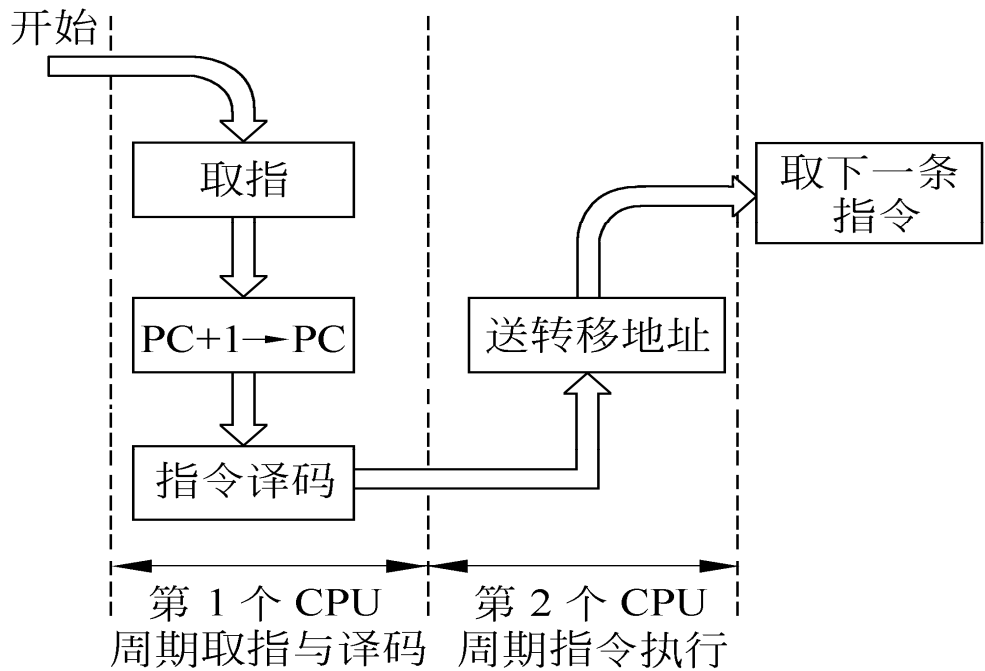 开始
取指
PC+1→PC
指令译码
送转移地址
取下一条
指令
第 1 个 CPU
周期取指与译码
第 2 个 CPU
周期指令执行